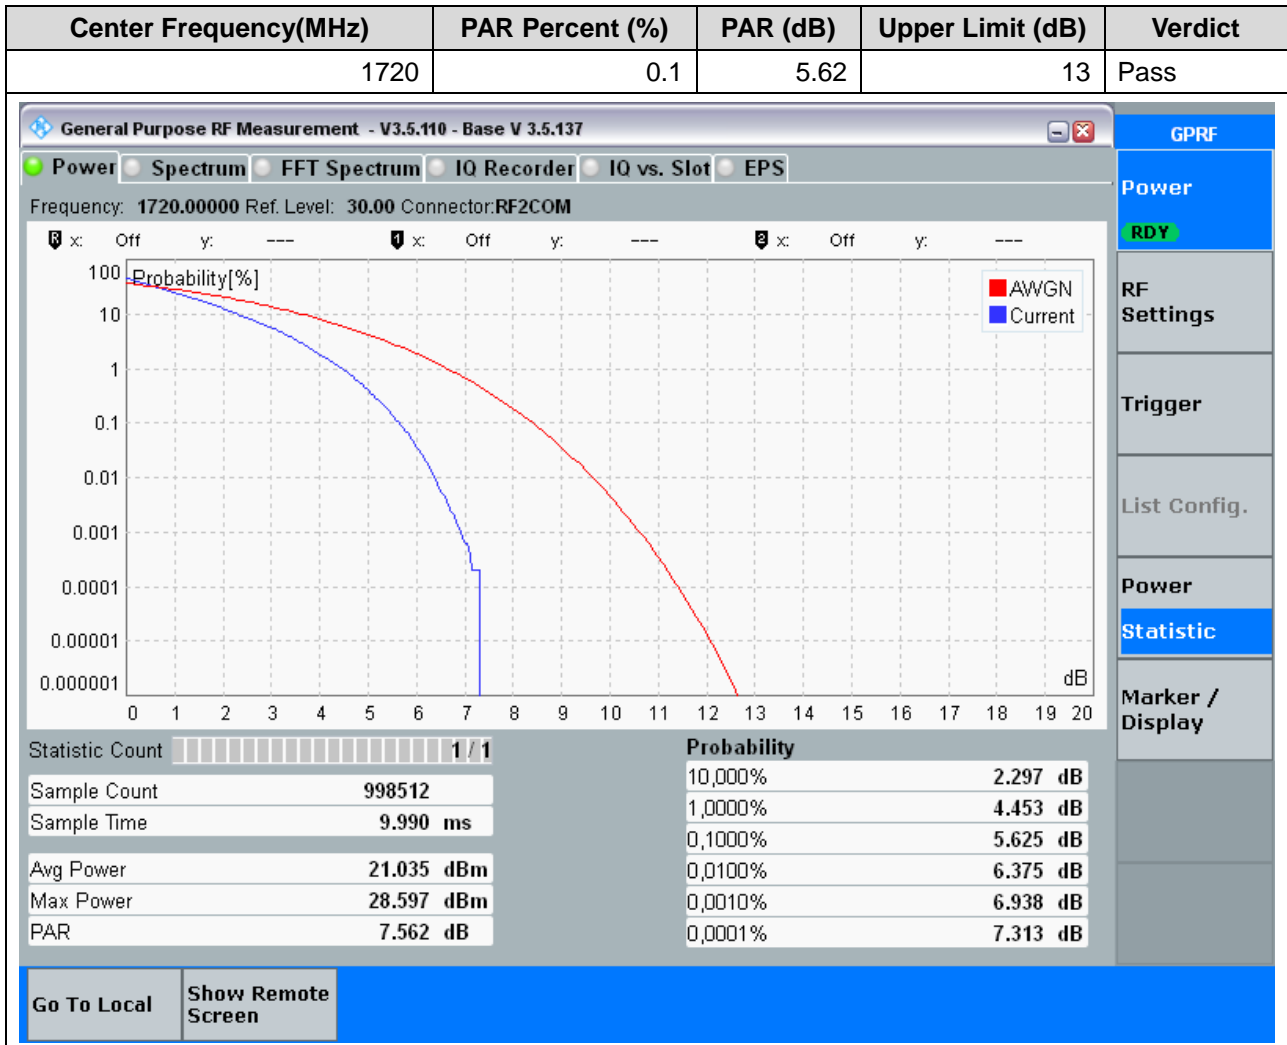 Center Frequency(MHz) PAR Percent (%) PAR (dB) Upper Limit (dB) Verdict
1720 0.1 5.62 13 Pass
General Purpose RF Measurement - V3.5.110 - Base V 3.5.137
Power Spectrum FFT Spectrum IQ Recorder IQ vs. Slot EPS
Frequency: 1720.00000 Ref. Level: 30.00 Connector:RF2COM
R x: Off y: --- 1 x: Off y: --- 2 x: Off y: ---
Probability[%]
AWGN
Current
100
10
1
0.1
0.01
0.001
0.0001
0.00001
0.000001
dB
0 1 2 3 4 5 6 7 8 9 10 11 12 13 14 15 16 17 18 19 20
Statistic Count 1 / 1
Sample Count 998512
Sample Time 9.990 ms
Avg Power 21.035 dBm
Max Power 28.597 dBm
PAR 7.562 dB
Probability
10,000% 2.297 dB
1,0000% 4.453 dB
0,1000% 5.625 dB
0,0100% 6.375 dB
0,0010% 6.938 dB
0,0001% 7.313 dB
GPRF
Power
RDY
RF
Settings
Trigger
List Config.
Power
Statistic
Marker /
Display
Go To Local
Show Remote
Screen